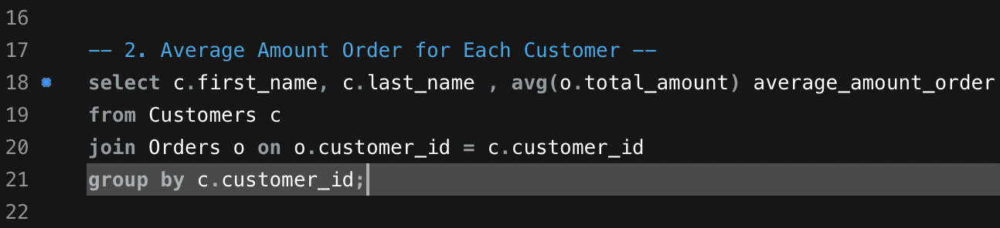 16
17 -- 2. Average Amount Order for Each Customer --
18 select c.first_name, c.last_name , avg(o.total_amount) average_amount_order
19 from Customers c
20 join Orders o on o.customer_id = c.customer_id
21 group by c.customer_id;
22